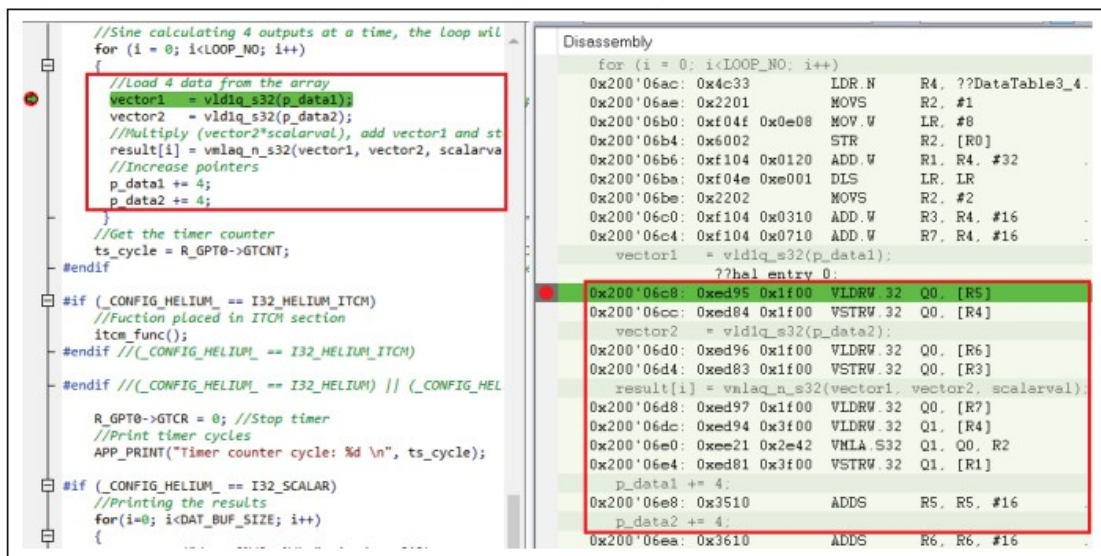 //Sine calculating 4 outputs at a time, the loop wil
for (i = 0; i<LOOP_NO; i++)
{
//Load 4 data from the array
vector1 = vld1q_s32(p_data1);
vector2 = vld1q_s32(p_data2);
//Multiply (vector2*scalarval), add vector1 and st
result[i] = vmlaq_n_s32(vector1, vector2, scalarva
//Increase pointers
p_data1 += 4;
p_data2 += 4;
}
//Get the timer counter
ts_cycle = R_GPT0->GTCNT;
#endif
#if (_CONFIG_HELIUM_ == I32_HELIUM_ITCM)
//Fuction placed in ITCM section
itcm_func();
#endif //(_CONFIG_HELIUM_ == I32_HELIUM_ITCM)
#endif //(_CONFIG_HELIUM_ == I32_HELIUM) || (_CONFIG_HEL
R_GPT0->GTCR = 0; //Stop timer
//Print timer cycles
APP_PRINT("Timer counter cycle: %d \n", ts_cycle);
#if (_CONFIG_HELIUM_ == I32_SCALAR)
//Printing the results
for(i=0; i<DAT_BUF_SIZE; i++)
{
Disassembly
for (i = 0; i<LOOP_NO; i++)
0x200'06ac: 0x4c33 LDR.N R4, ??DataTable3_4
0x200'06ae: 0x2201 MOVS R2, #1
0x200'06b0: 0xf04f 0x0e08 MOV.W LR, #8
0x200'06b4: 0x6002 STR R2, [R0]
0x200'06b6: 0xf104 0x0120 ADD.W R1, R4, #32
0x200'06ba: 0xf04e 0xe001 DLS LR, LR
0x200'06be: 0x2202 MOVS R2, #2
0x200'06c0: 0xf104 0x0310 ADD.W R3, R4, #16
0x200'06c4: 0xf104 0x0710 ADD.W R7, R4, #16
vector1 = vld1q_s32(p_data1);
??hal_entry_0:
0x200'06c8: 0xed95 0x1f00 VLDRW.32 Q0, [R5]
0x200'06cc: 0xed84 0x1f00 VSTRW.32 Q0, [R4]
vector2 = vld1q_s32(p_data2);
0x200'06d0: 0xed96 0x1f00 VLDRW.32 Q0, [R6]
0x200'06d4: 0xed83 0x1f00 VSTRW.32 Q0, [R3]
result[i] = vmlaq_n_s32(vector1, vector2, scalarval);
0x200'06d8: 0xed97 0x1f00 VLDRW.32 Q0, [R7]
0x200'06dc: 0xed94 0x3f00 VLDRW.32 Q1, [R4]
0x200'06e0: 0xee21 0x2e42 VMLA.S32 Q1, Q0, R2
0x200'06e4: 0xed81 0x3f00 VSTRW.32 Q1, [R1]
p_data1 += 4;
0x200'06e8: 0x3510 ADDS R5, R5, #16
p_data2 += 4;
0x200'06ea: 0x3610 ADDS R6, R6, #16